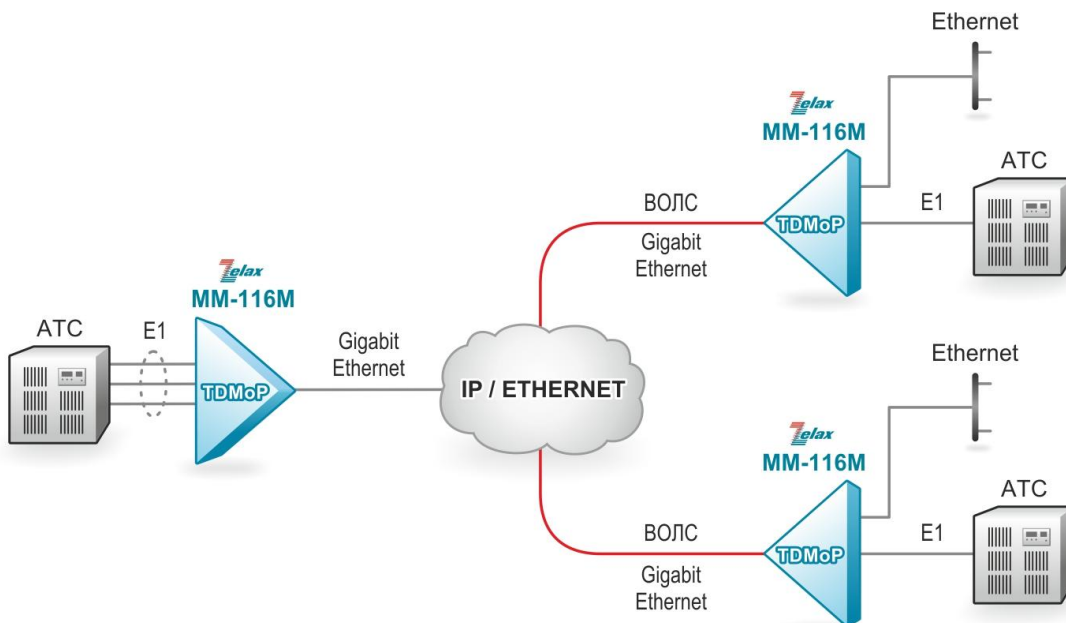 Ethernet
Zelax
MM-116M
АТС
ВОЛС
E1
TDMoP
Gigabit
Ethernet
Zelax
MM-116M
АТС
E1
Gigabit
Ethernet
TDMoP
IP / ETHERNET
Ethernet
Zelax
MM-116M
АТС
ВОЛС
E1
TDMoP
Gigabit
Ethernet